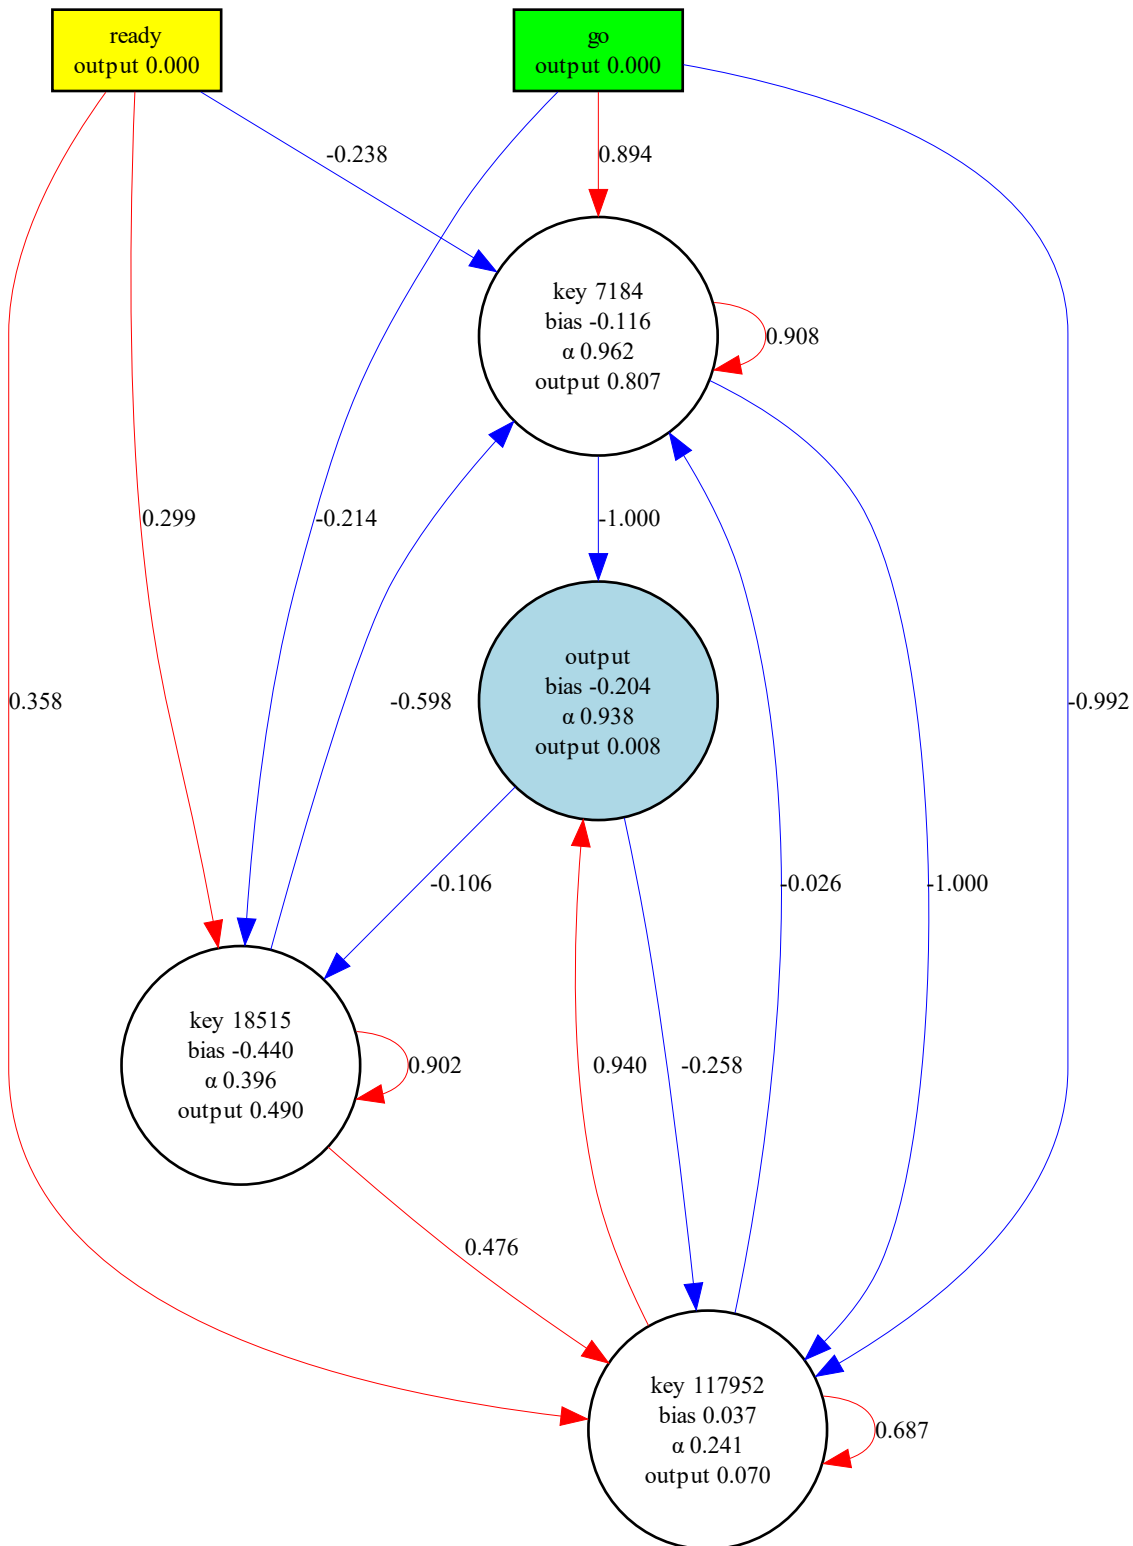 ready
output 0.000
go
output 0.000
-0.238
0.894
key 7184
bias -0.116
α 0.962
output 0.807
0.908
0.299
-0.214
-1.000
output
bias -0.204
α 0.938
output 0.008
0.358
-0.598
-0.992
-0.106
-0.026
-1.000
key 18515
bias -0.440
α 0.396
output 0.490
0.902
0.940
-0.258
0.476
key 117952
bias 0.037
α 0.241
output 0.070
0.687